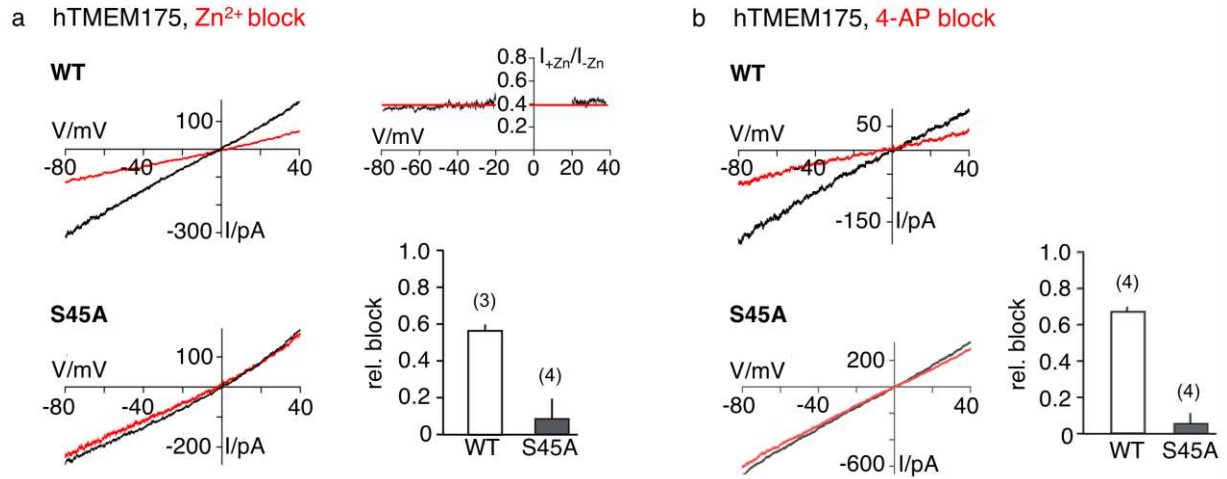 a hTMEM175, Zn²⁺ block
WT
100
V/mV
-80 -40 40
-300 I/pA
0.8 I+Zn/I-Zn
0.6
0.4
0.2
V/mV
-80 -60 -40 -20 0 20 40
S45A
100
V/mV
-80 -40 40
-200 I/pA
1.0
0.8
0.6
0.4
0.2
0
rel. block
(3)
(4)
WT S45A
b hTMEM175, 4-AP block
WT
50
V/mV
-80 -40 40
-150
I/pA
S45A
200
V/mV
-80 -40 40
-600 I/pA
1.0
0.8
0.6
0.4
0.2
0
rel. block
(4)
(4)
WT S45A